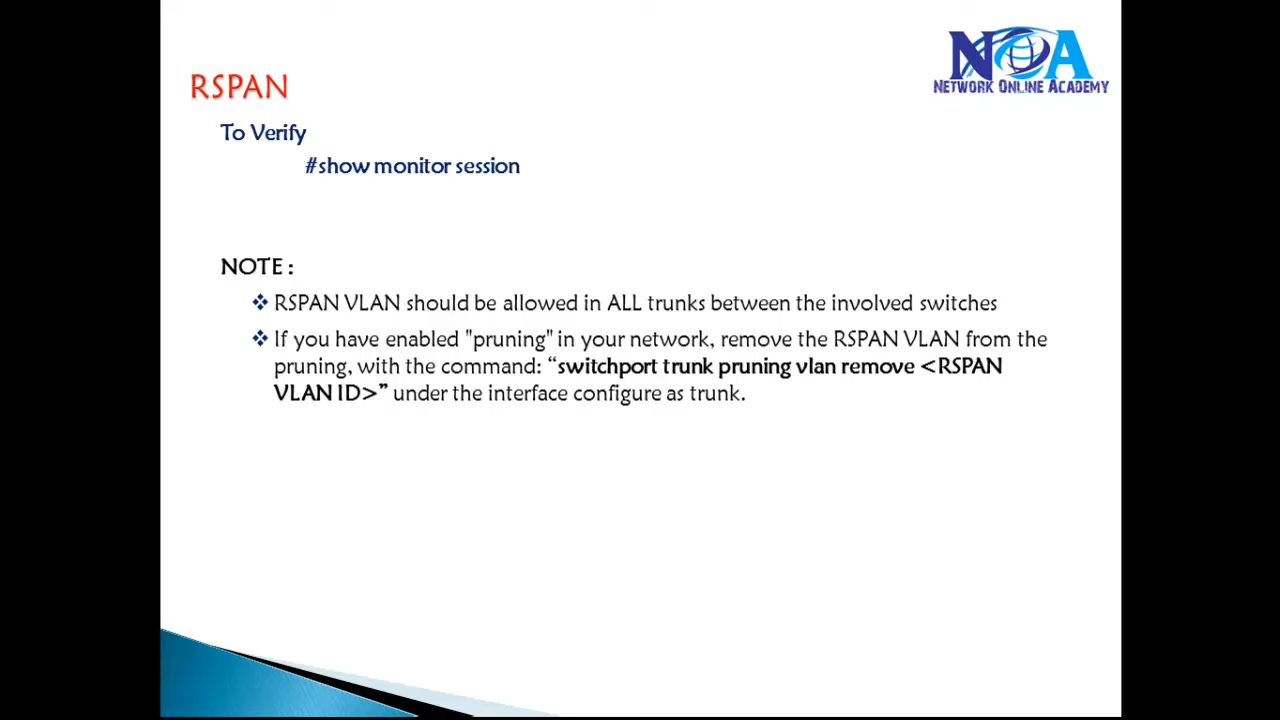 NOA
NETWORK ONLINE ACADEMY
RSPAN
To Verify
#show monitor session
NOTE :
❖ RSPAN VLAN should be allowed in ALL trunks between the involved switches
❖ If you have enabled "pruning" in your network, remove the RSPAN VLAN from the
pruning, with the command: “switchport trunk pruning vlan remove <RSPAN
VLAN ID>” under the interface configure as trunk.